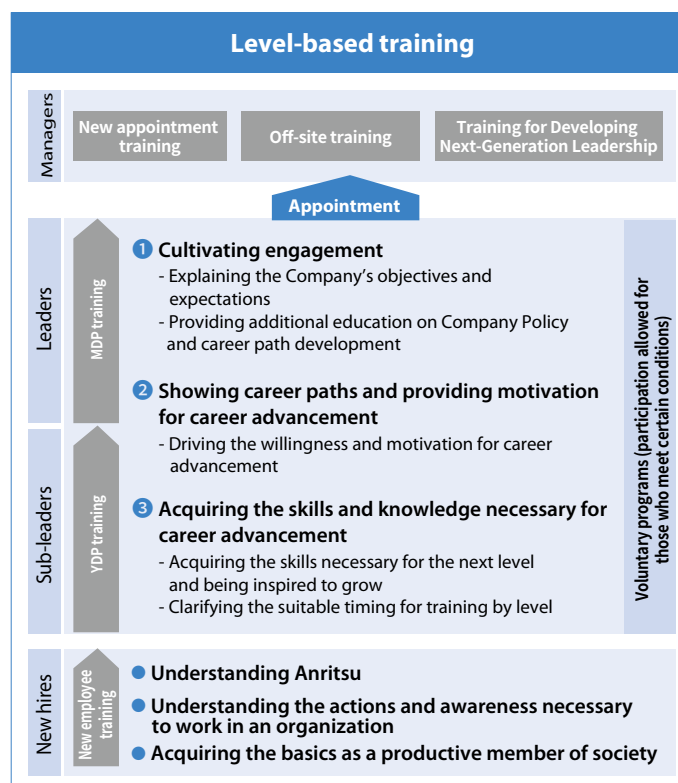 Level-based training
Managers
New appointment
training
Off-site training
Training for Developing
Next-Generation Leadership
Appointment
Leaders
MDP training
❶ Cultivating engagement
- Explaining the Company's objectives and
expectations
- Providing additional education on Company Policy
and career path development
❷ Showing career paths and providing motivation
for career advancement
- Driving the willingness and motivation for career
advancement
Sub-leaders
YDP training
❸ Acquiring the skills and knowledge necessary for
career advancement
- Acquiring the skills necessary for the next level
and being inspired to grow
- Clarifying the suitable timing for training by level
Voluntary programs (participation allowed for
those who meet certain conditions)
New hires
New employee
training
● Understanding Anritsu
● Understanding the actions and awareness necessary
to work in an organization
● Acquiring the basics as a productive member of society